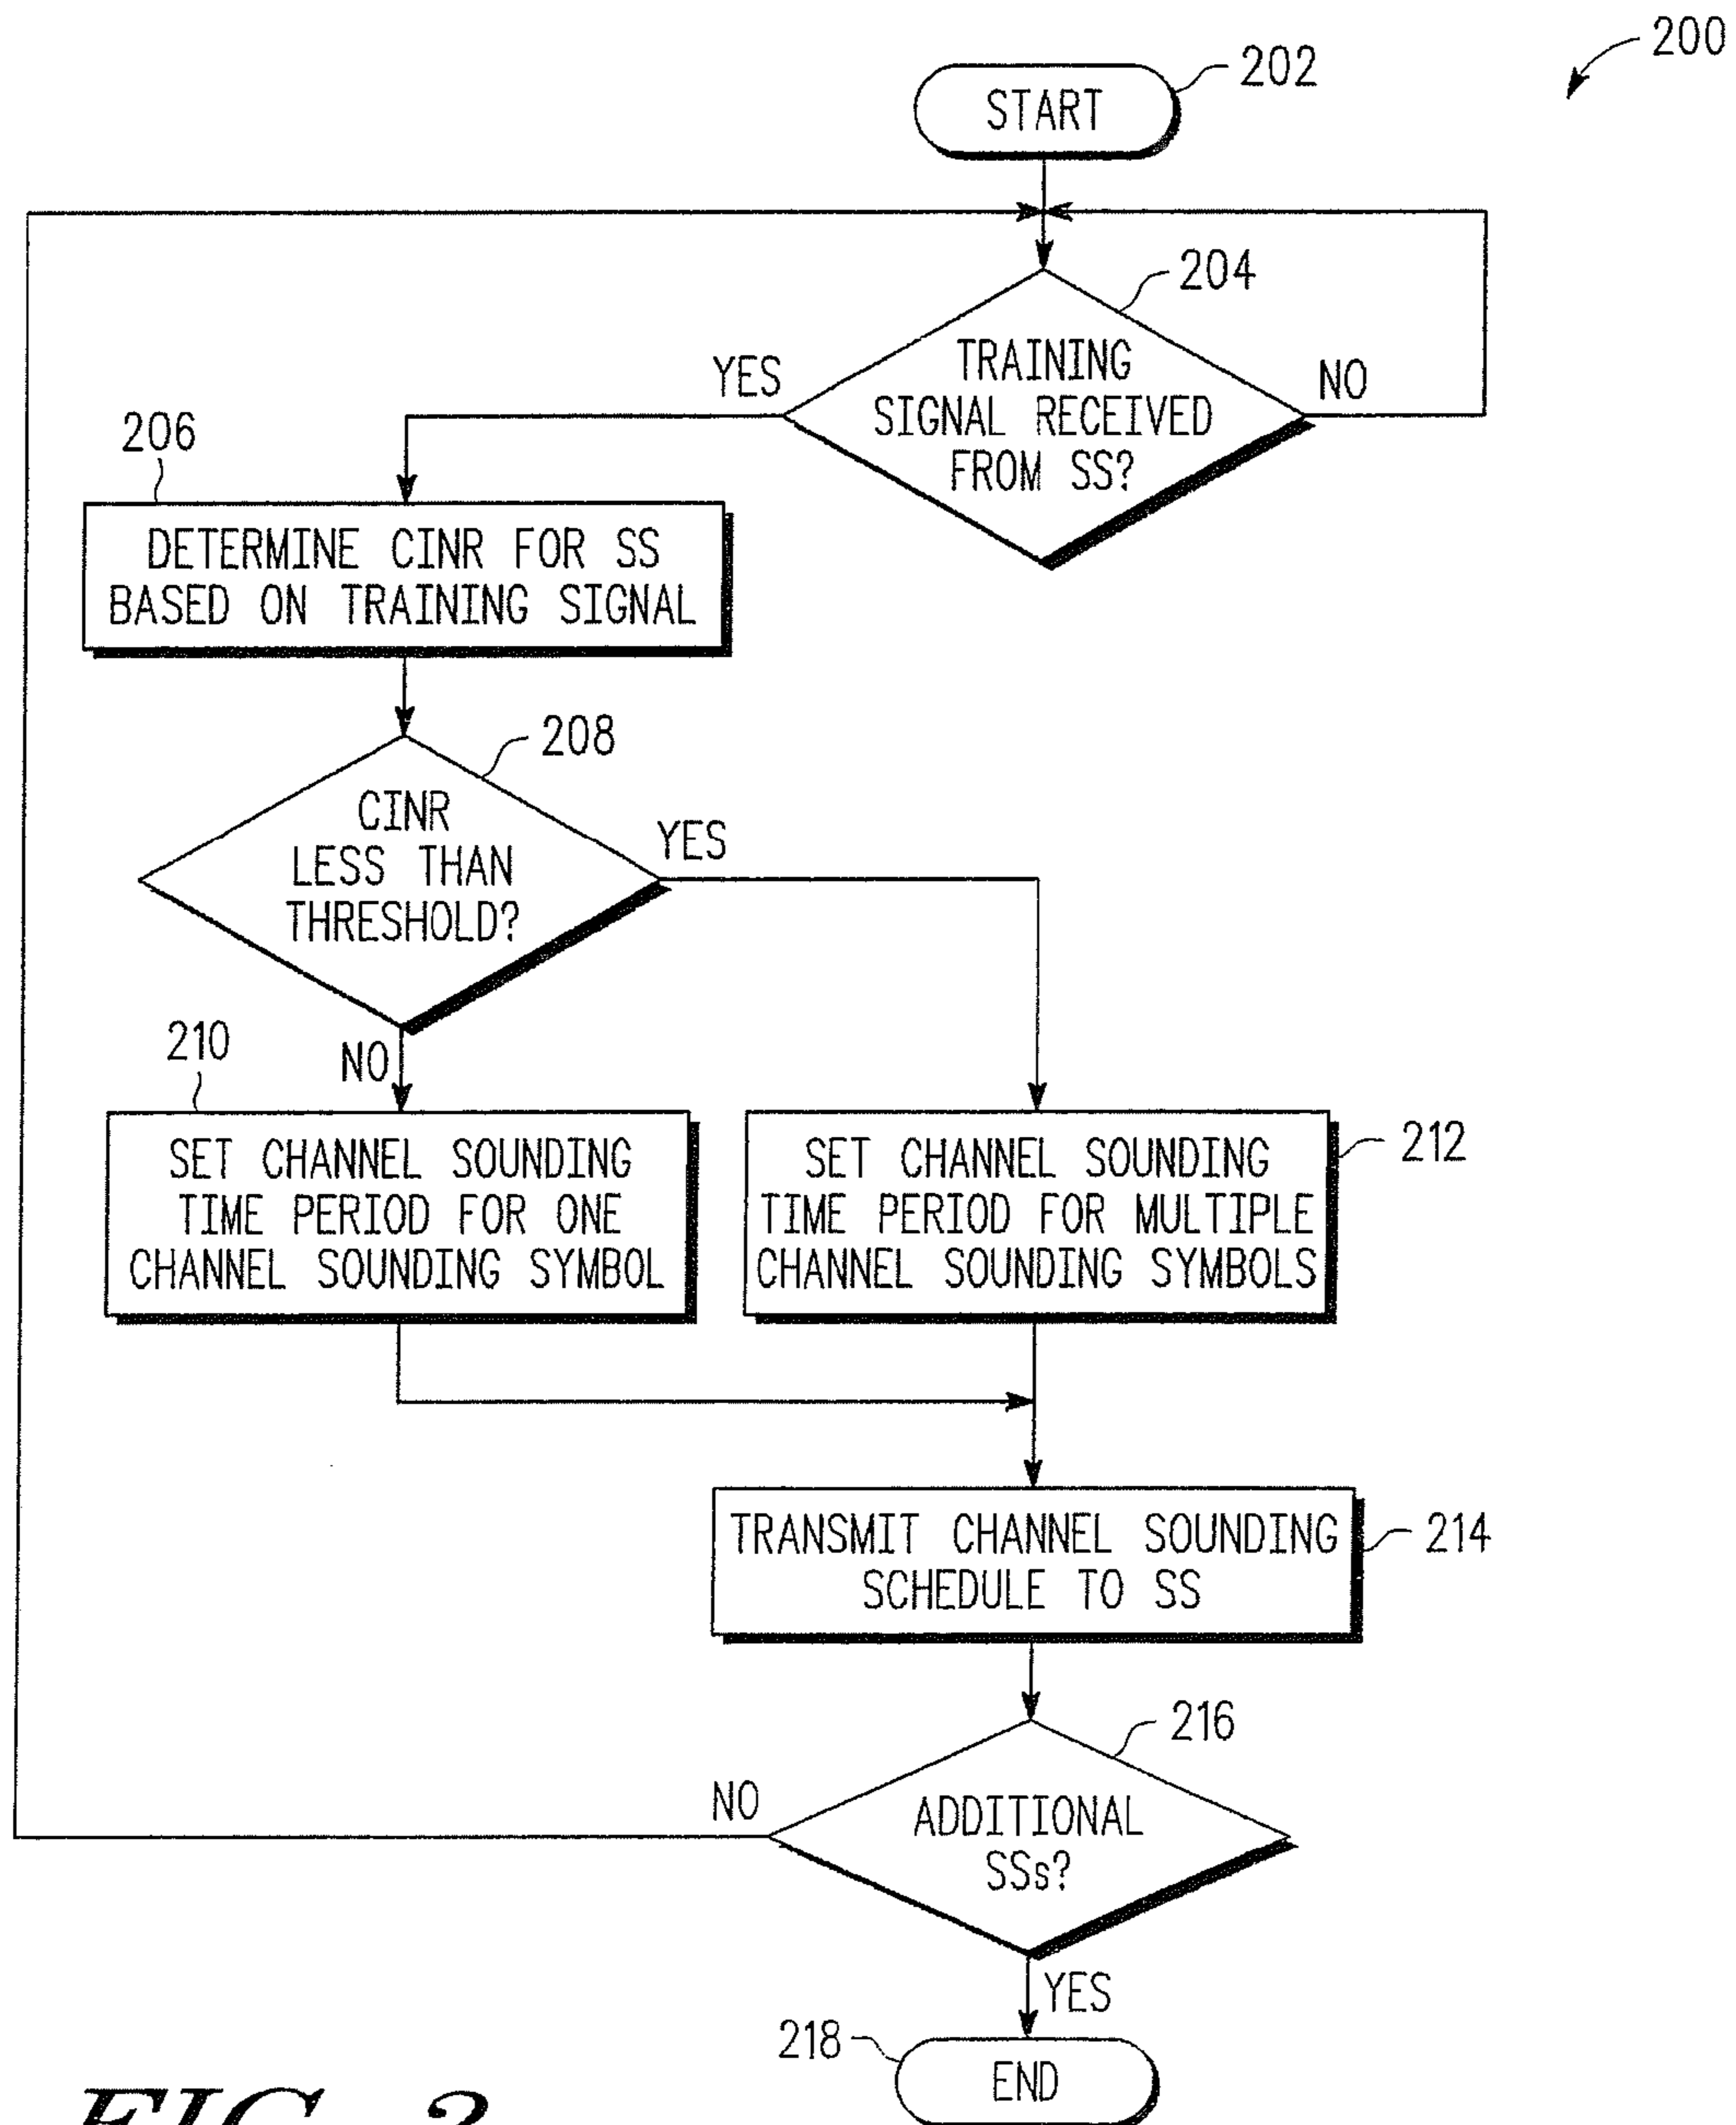 200
202
START
204
TRAINING
SIGNAL RECEIVED
FROM SS?
YES
NO
206
DETERMINE CINR FOR SS
BASED ON TRAINING SIGNAL
208
CINR
LESS THAN
THRESHOLD?
YES
NO
210
SET CHANNEL SOUNDING
TIME PERIOD FOR ONE
CHANNEL SOUNDING SYMBOL
212
SET CHANNEL SOUNDING
TIME PERIOD FOR MULTIPLE
CHANNEL SOUNDING SYMBOLS
214
TRANSMIT CHANNEL SOUNDING
SCHEDULE TO SS
216
ADDITIONAL
SSs?
NO
YES
218
END